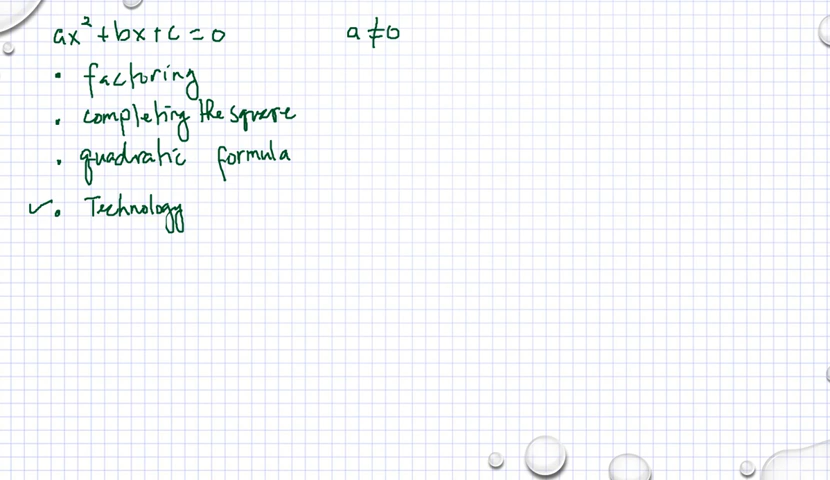 ax² + bx + c = 0 a ≠ 0
• factoring
• completing the square
• quadratic formula
✓ • Technology